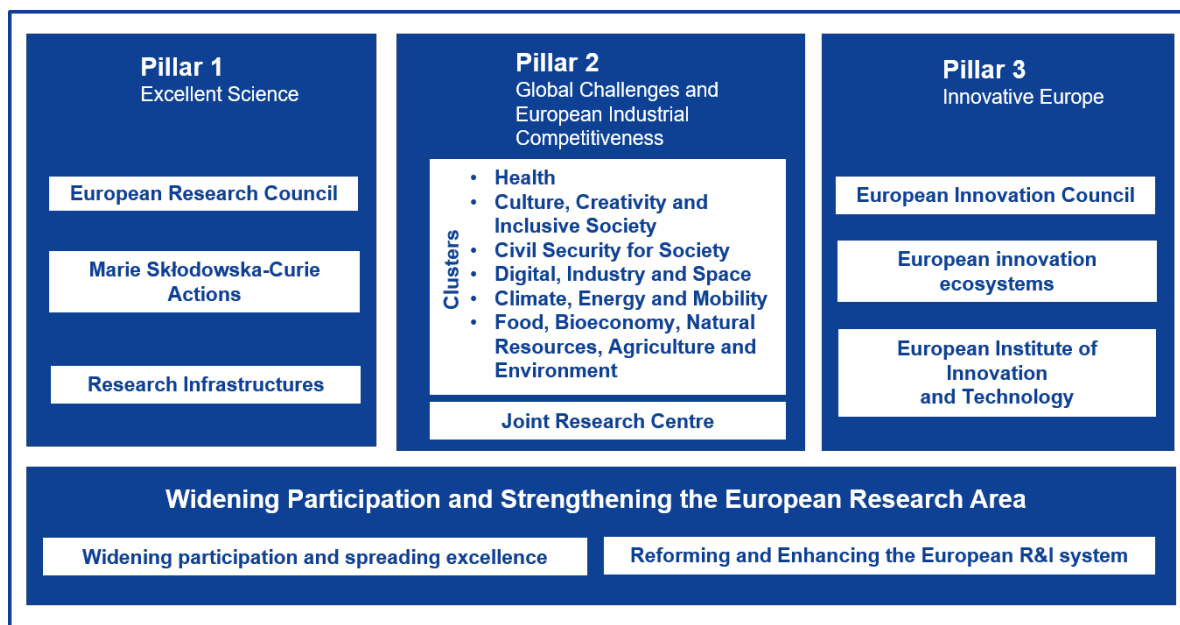 Pillar 1
Excellent Science
European Research Council
Marie Skłodowska-Curie
Actions
Research Infrastructures
Pillar 2
Global Challenges and
European Industrial
Competitiveness
Clusters
• Health
• Culture, Creativity and
Inclusive Society
• Civil Security for Society
• Digital, Industry and Space
• Climate, Energy and Mobility
• Food, Bioeconomy, Natural
Resources, Agriculture and
Environment
Joint Research Centre
Pillar 3
Innovative Europe
European Innovation Council
European innovation
ecosystems
European Institute of
Innovation
and Technology
Widening Participation and Strengthening the European Research Area
Widening participation and spreading excellence
Reforming and Enhancing the European R&I system